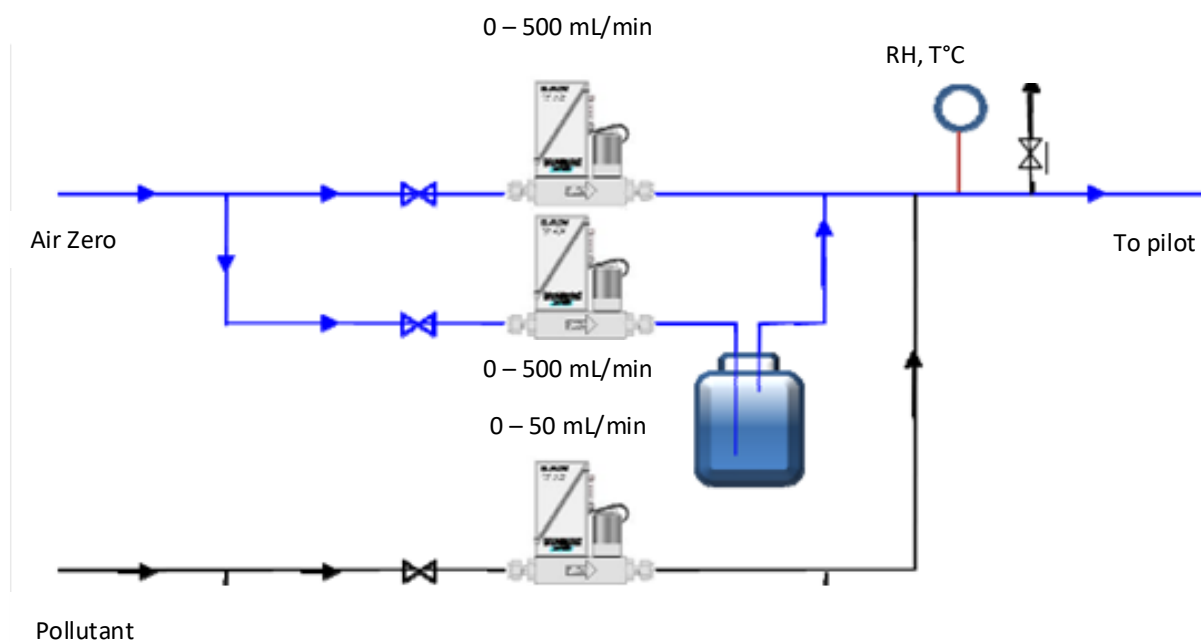 0 – 500 mL/min
RH, T°C
Air Zero
To pilot
0 – 500 mL/min
0 – 50 mL/min
Pollutant